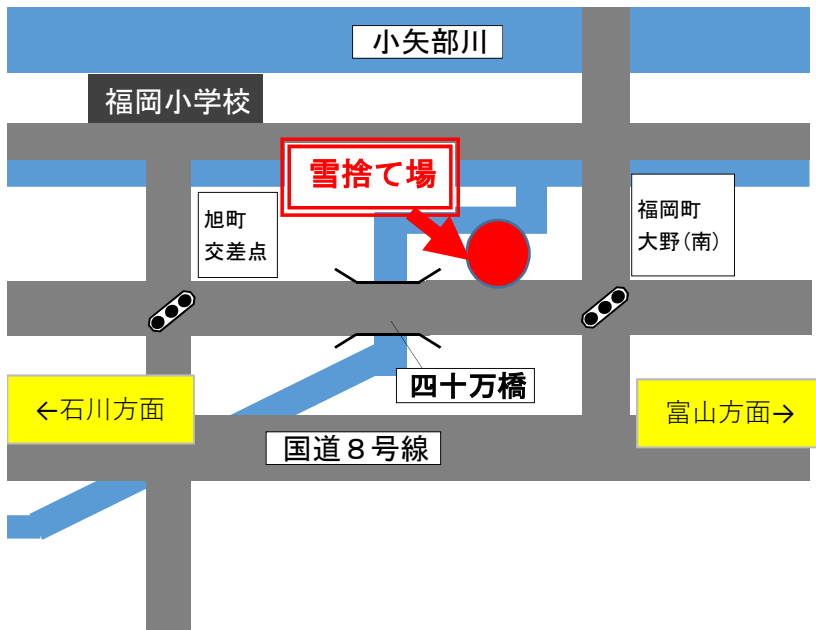 小矢部川
福岡小学校
雪捨て場
旭町
交差点
福岡町
大野(南)
四十万橋
←石川方面
富山方面→
国道８号線